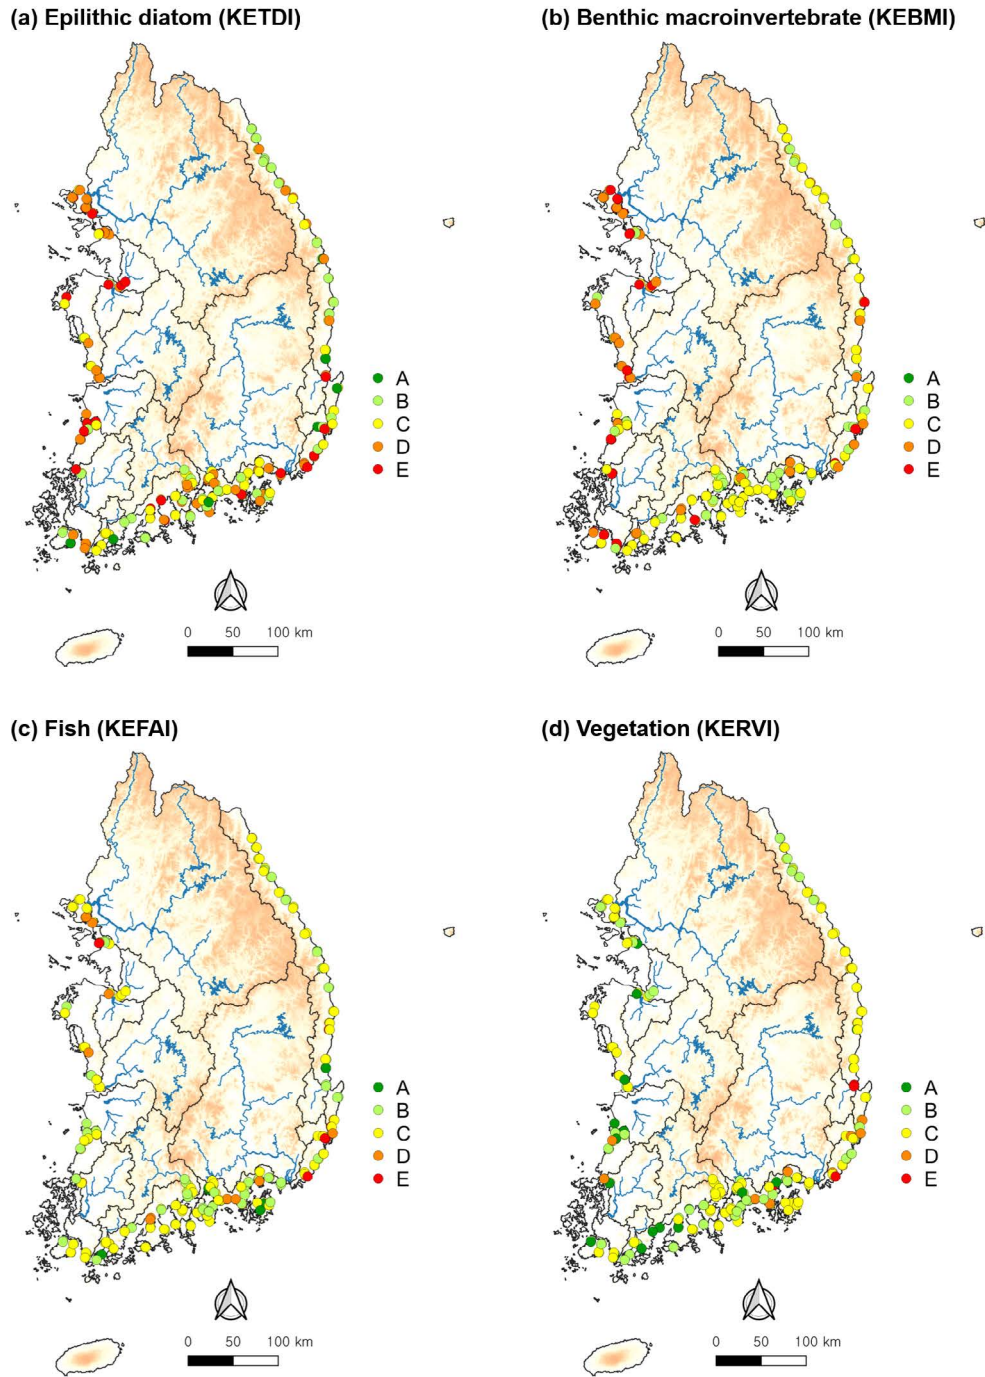 (a) Epilithic diatom (KETDI)
(b) Benthic macroinvertebrate (KEBMI)
A
B
C
D
E
A
B
C
D
E
0 50 100 km
0 50 100 km
(c) Fish (KEFAI)
(d) Vegetation (KERVI)
A
B
C
D
E
A
B
C
D
E
0 50 100 km
0 50 100 km